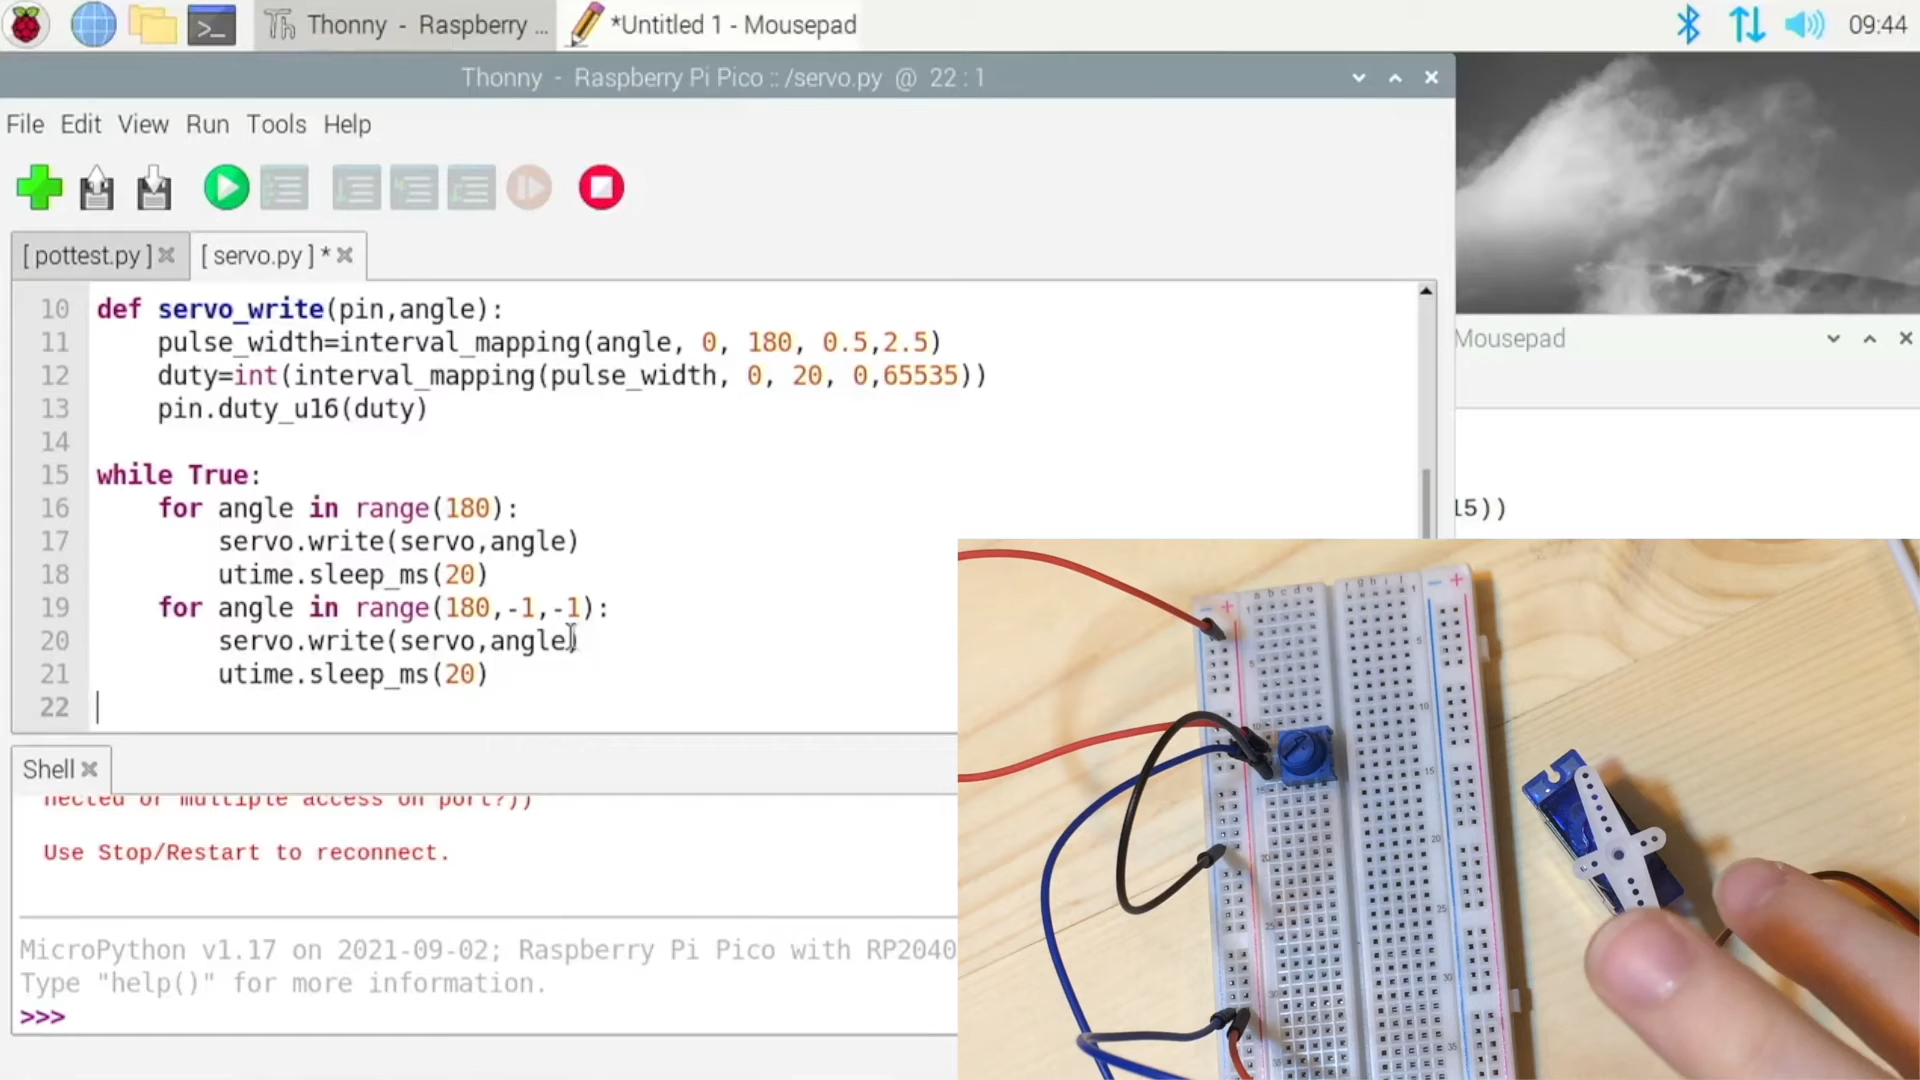 Thonny - Raspberry ...
*Untitled 1 - Mousepad
09:44
Thonny - Raspberry Pi Pico :: /servo.py @ 22 : 1
File Edit View Run Tools Help
[ pottest.py ]
[ servo.py ] *
10 def servo_write(pin,angle):
11 pulse_width=interval_mapping(angle, 0, 180, 0.5,2.5)
12 duty=int(interval_mapping(pulse_width, 0, 20, 0,65535))
13 pin.duty_u16(duty)
14
15 while True:
16 for angle in range(180):
17 servo.write(servo,angle)
18 utime.sleep_ms(20)
19 for angle in range(180,-1,-1):
20 servo.write(servo,angle)
21 utime.sleep_ms(20)
22
Mousepad
15))
Shell
nected or multiple access on port?))
Use Stop/Restart to reconnect.
MicroPython v1.17 on 2021-09-02; Raspberry Pi Pico with RP2040
Type "help()" for more information.
>>>